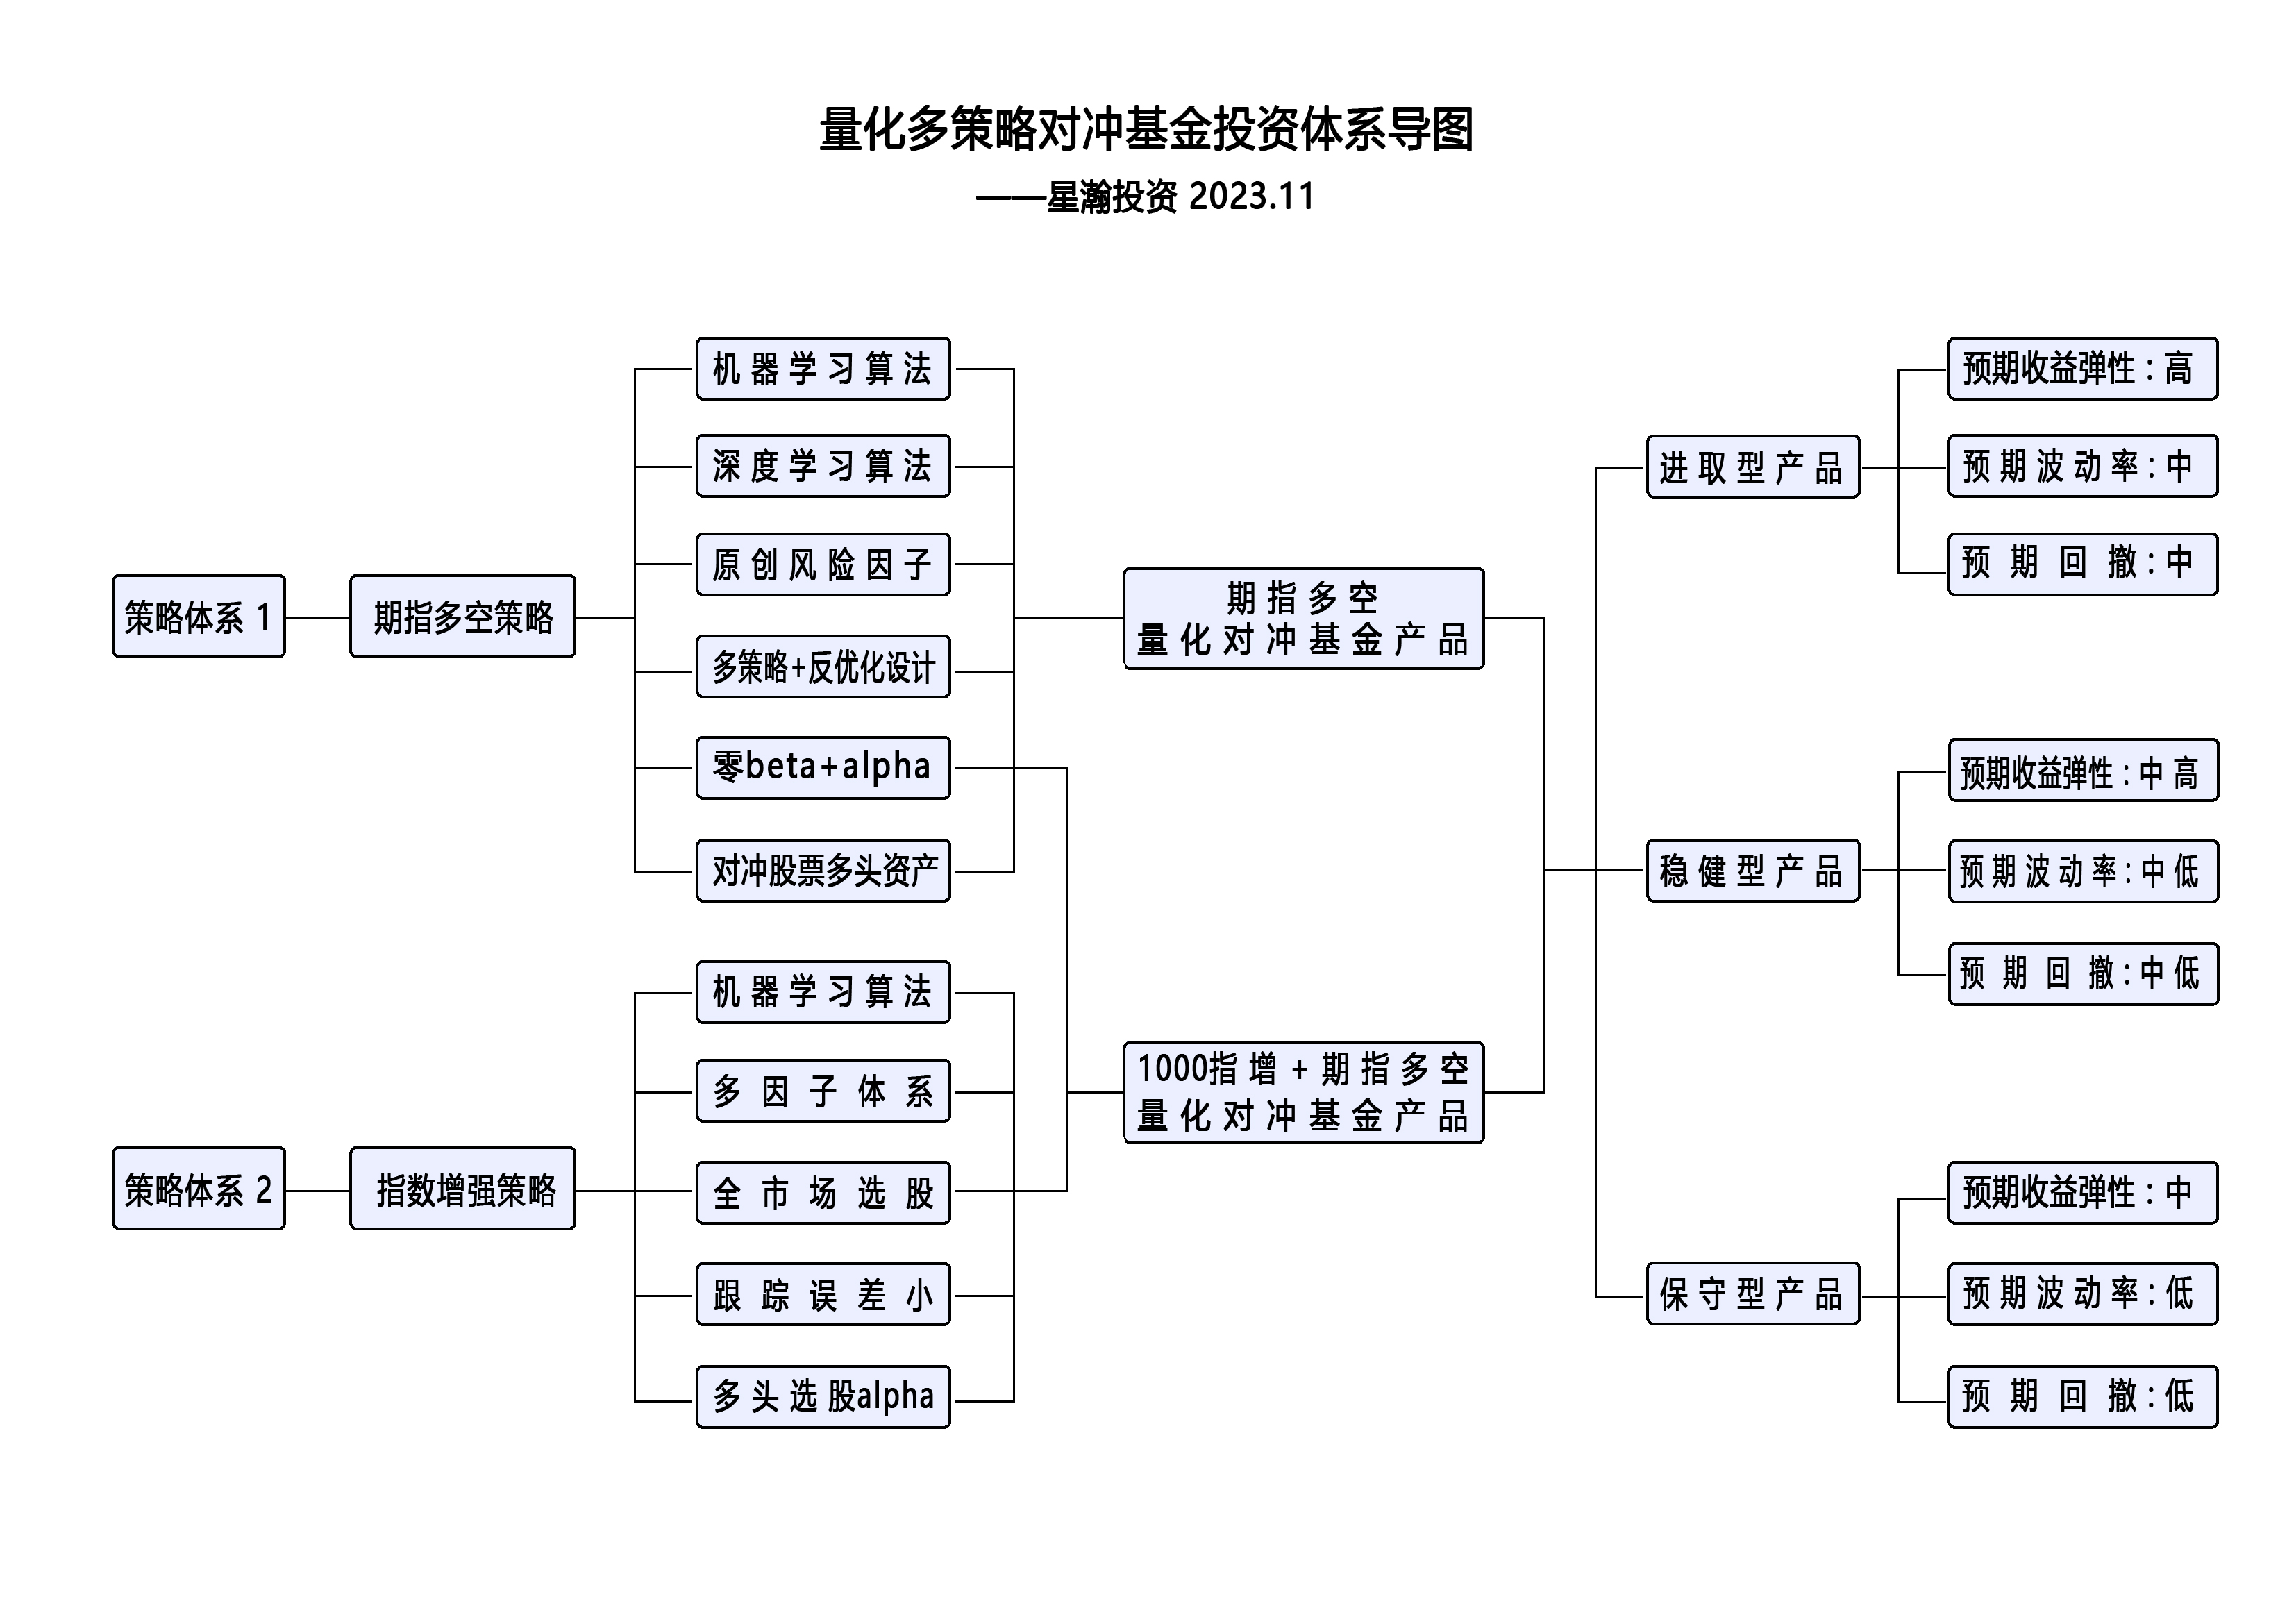 量化多策略对冲基金投资体系导图
——星瀚投资 2023.11
策略体系 1
期指多空策略
机器学习算法
深度学习算法
原创风险因子
多策略+反优化设计
零beta+alpha
对冲股票多头资产
策略体系 2
指数增强策略
机器学习算法
多因子体系
全市场选股
跟踪误差小
多头选股alpha
期指多空
量化对冲基金产品
1000指增+期指多空
量化对冲基金产品
进取型产品
预期收益弹性:高
预期波动率:中
预期回撤:中
稳健型产品
预期收益弹性:中高
预期波动率:中低
预期回撤:中低
保守型产品
预期收益弹性:中
预期波动率:低
预期回撤:低